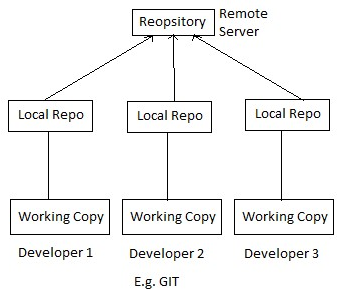 Reopsitory
Remote
Server
Local Repo
Local Repo
Local Repo
Working Copy
Working Copy
Working Copy
Developer 1
Developer 2
Developer 3
E.g. GIT